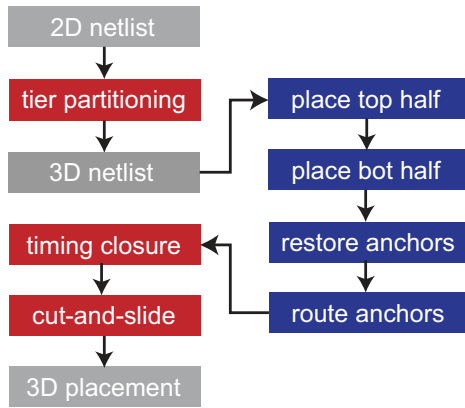 2D netlist
tier partitioning
3D netlist
place top half
place bot half
restore anchors
route anchors
timing closure
cut-and-slide
3D placement